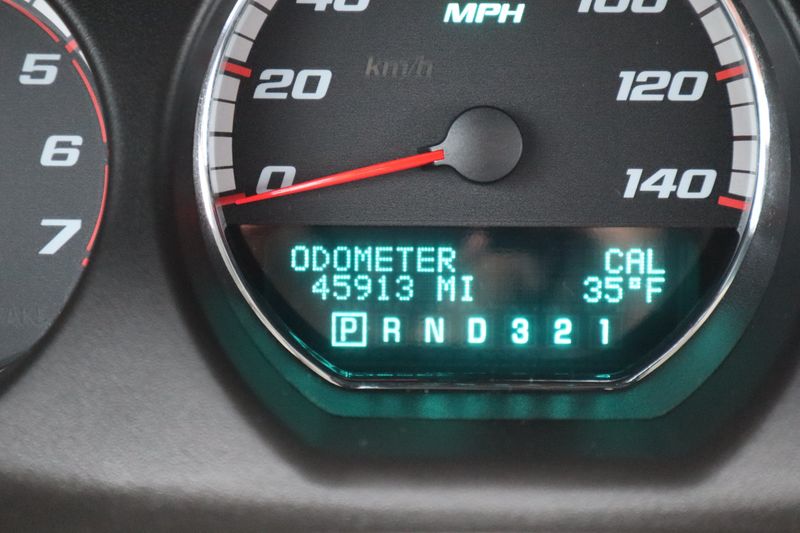 40 MPH 100
5 20 km/h 120
6 0 140
7
ODOMETER CAL
45913 MI 35°F
P R N D 3 2 1